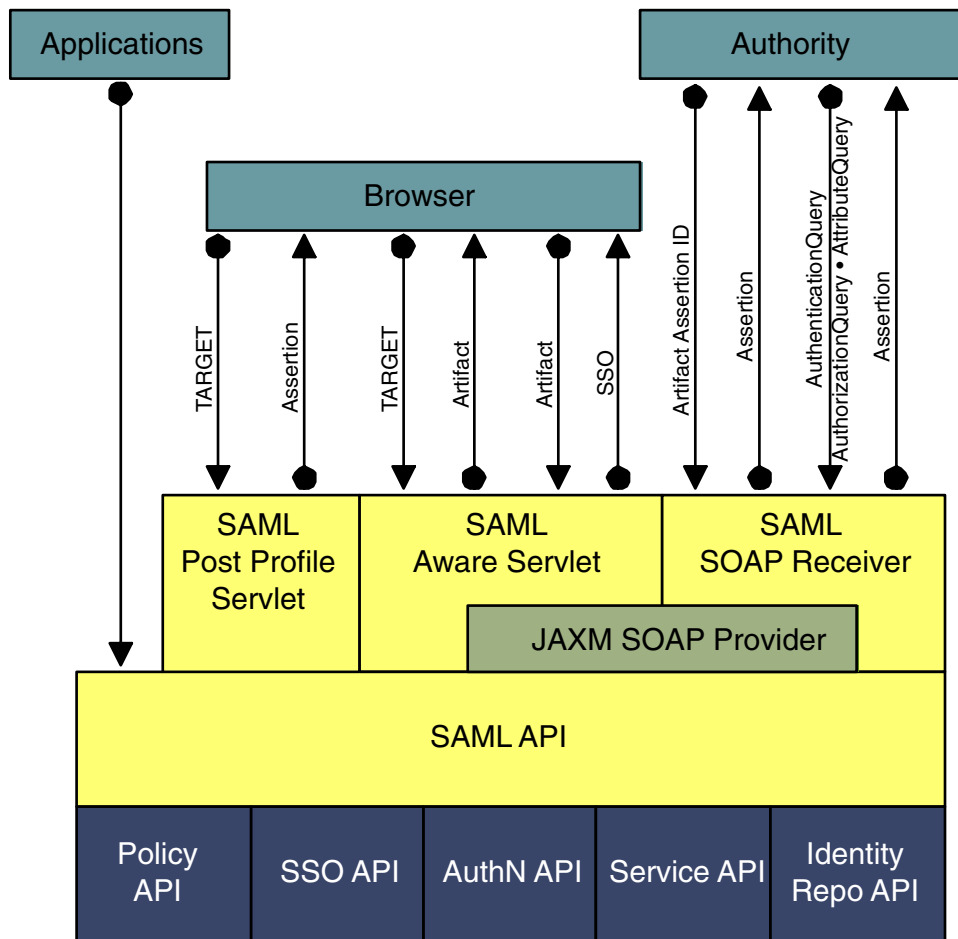 Applications
Authority
Browser
TARGET
Assertion
TARGET
Artifact
Artifact
SSO
Artifact Assertion ID
Assertion
AuthenticationQuery
AuthorizationQuery • AttributeQuery
Assertion
SAML
Post Profile
Servlet
SAML
Aware Servlet
SAML
SOAP Receiver
JAXM SOAP Provider
SAML API
Policy
API
SSO API
AuthN API
Service API
Identity
Repo API